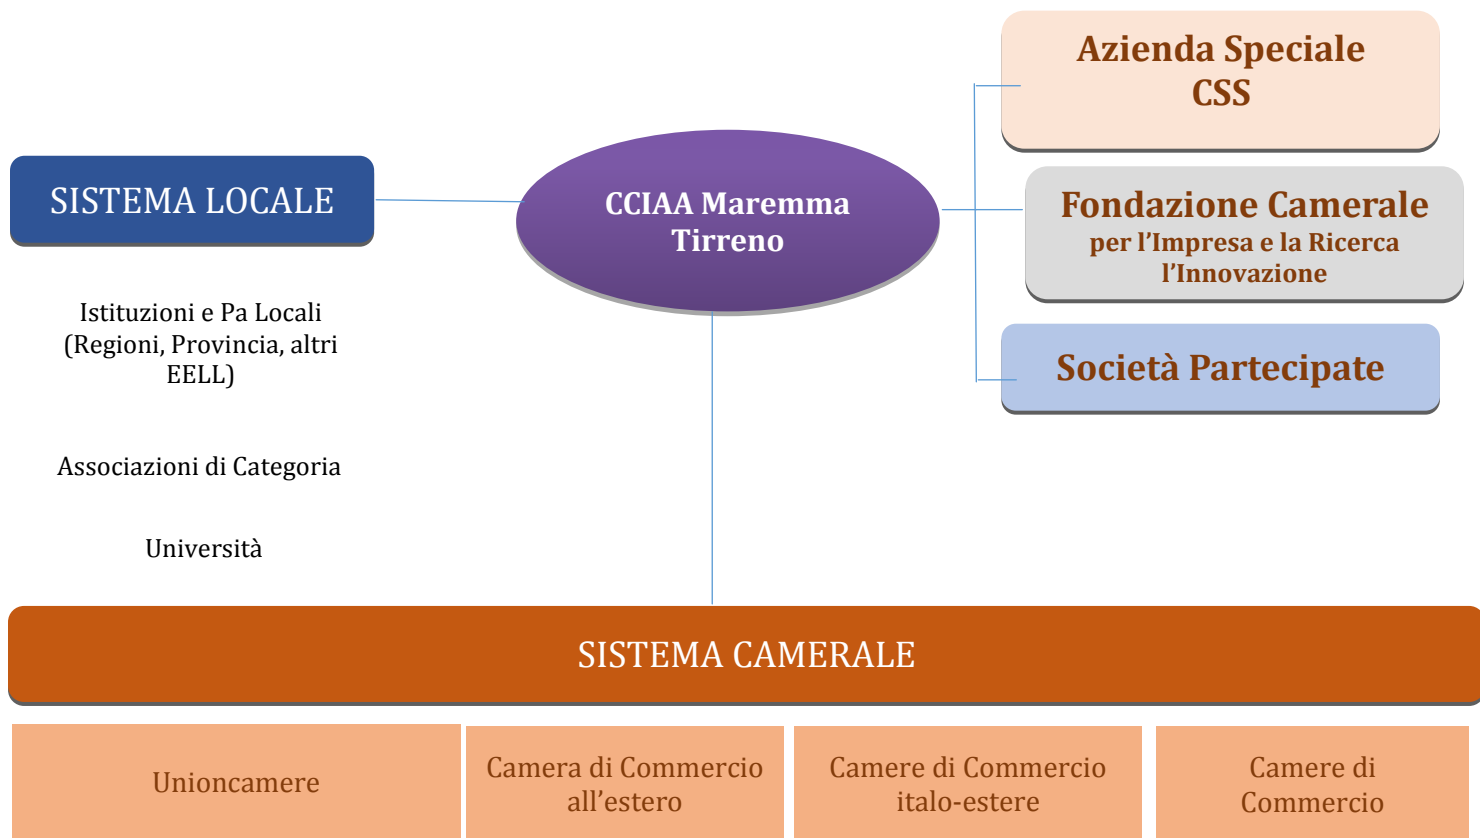 Azienda Speciale
CSS
SISTEMA LOCALE
CCIAA Maremma
Tirreno
Fondazione Camerale
per l’Impresa e la Ricerca
l’Innovazione
Società Partecipate
Istituzioni e Pa Locali
(Regioni, Provincia, altri
EELL)
Associazioni di Categoria
Università
SISTEMA CAMERALE
Unioncamere
Camera di Commercio
all’estero
Camere di Commercio
italo-estere
Camere di
Commercio